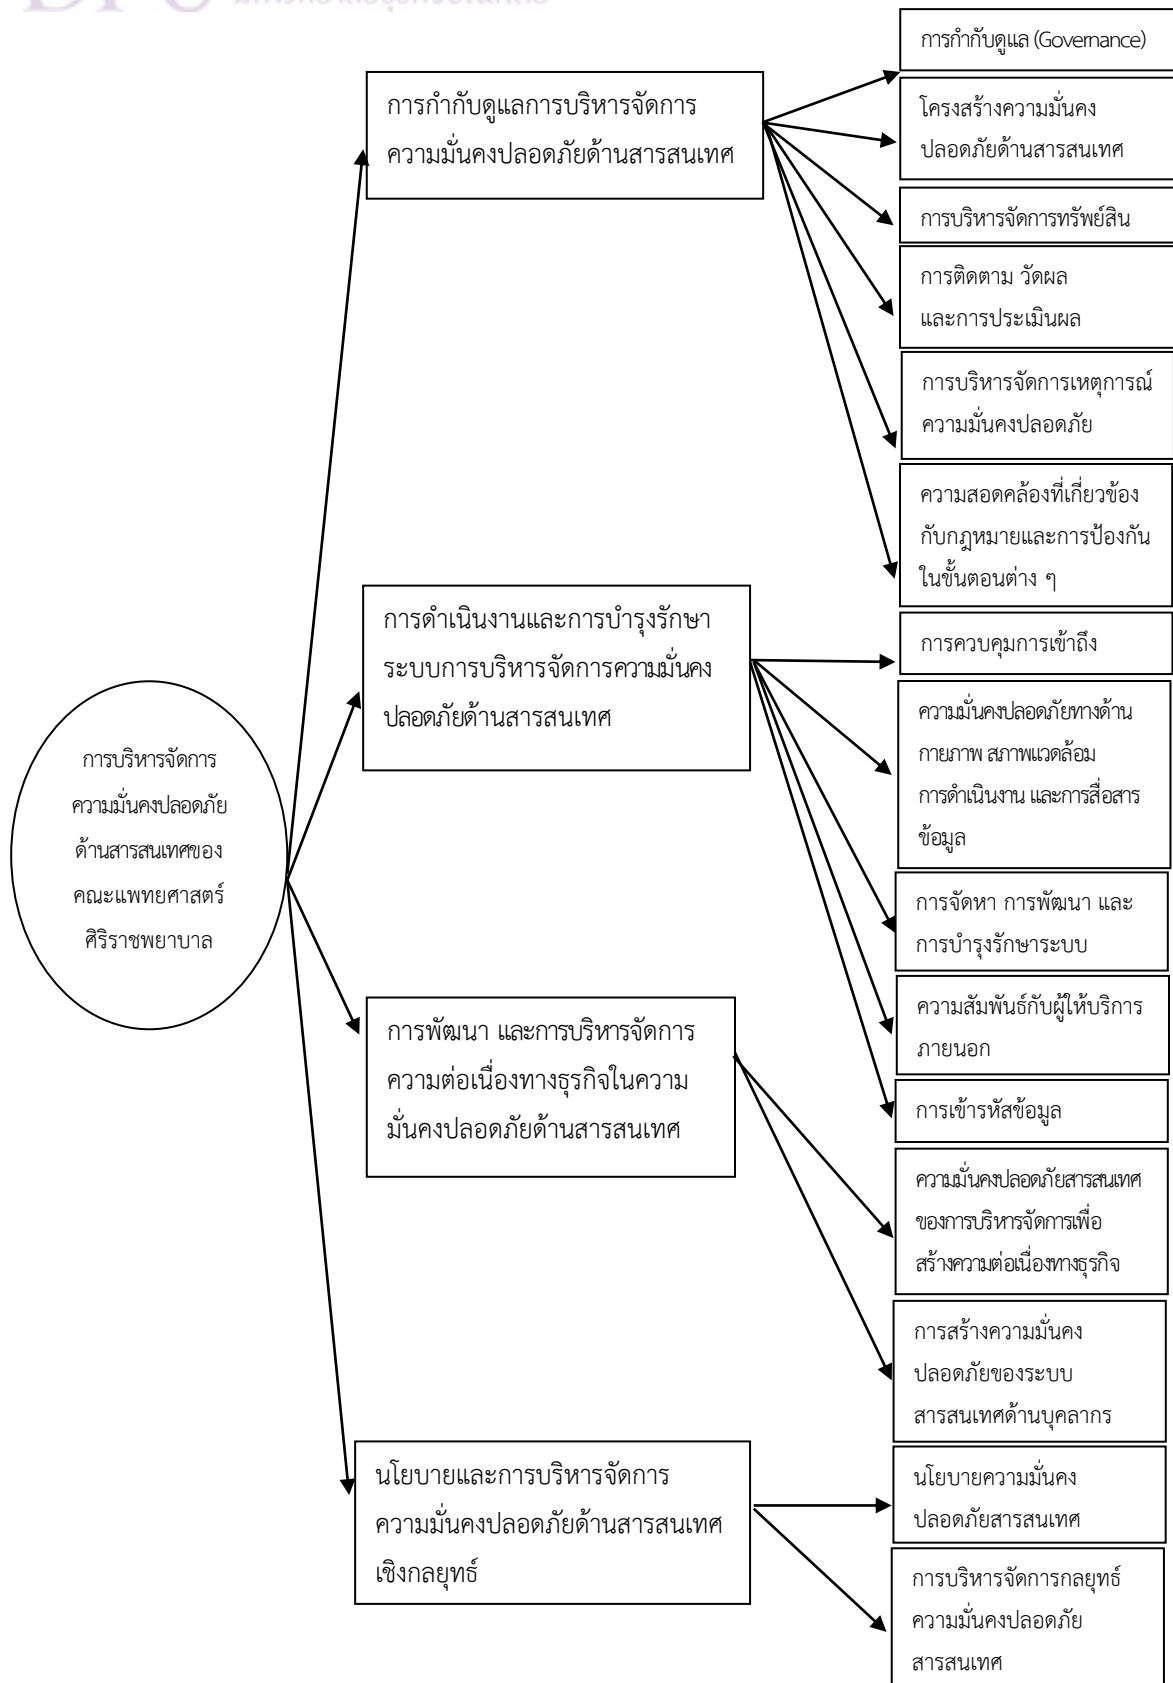 การกำกับดูแล (Governance)
โครงสร้างความมั่นคง
ปลอดภัยด้านสารสนเทศ
การบริหารจัดการทรัพย์สิน
การติดตาม วัดผล
และการประเมินผล
การบริหารจัดการเหตุการณ์
ความมั่นคงปลอดภัย
ความสอดคล้องที่เกี่ยวข้อง
กับกฎหมายและการป้องกัน
ในขั้นตอนต่าง ๆ
การกำกับดูแลการบริหารจัดการ
ความมั่นคงปลอดภัยด้านสารสนเทศ
การดำเนินงานและการบำรุงรักษา
ระบบการบริหารจัดการความมั่นคง
ปลอดภัยด้านสารสนเทศ
การควบคุมการเข้าถึง
ความมั่นคงปลอดภัยทางด้าน
กายภาพ สภาพแวดล้อม
การดำเนินงาน และการสื่อสาร
ข้อมูล
การจัดหา การพัฒนา และ
การบำรุงรักษาระบบ
ความสัมพันธ์กับผู้ให้บริการ
ภายนอก
การเข้ารหัสข้อมูล
การบริหารจัดการ
ความมั่นคงปลอดภัย
ด้านสารสนเทศของ
คณะแพทยศาสตร์
ศิริราชพยาบาล
การพัฒนา และการบริหารจัดการ
ความต่อเนื่องทางธุรกิจในความ
มั่นคงปลอดภัยด้านสารสนเทศ
ความมั่นคงปลอดภัยสารสนเทศ
ของการบริหารจัดการเพื่อ
สร้างความต่อเนื่องทางธุรกิจ
การสร้างความมั่นคง
ปลอดภัยของระบบ
สารสนเทศด้านบุคลากร
นโยบายและการบริหารจัดการ
ความมั่นคงปลอดภัยด้านสารสนเทศ
เชิงกลยุทธ์
นโยบายความมั่นคง
ปลอดภัยสารสนเทศ
การบริหารจัดการกลยุทธ์
ความมั่นคงปลอดภัย
สารสนเทศ